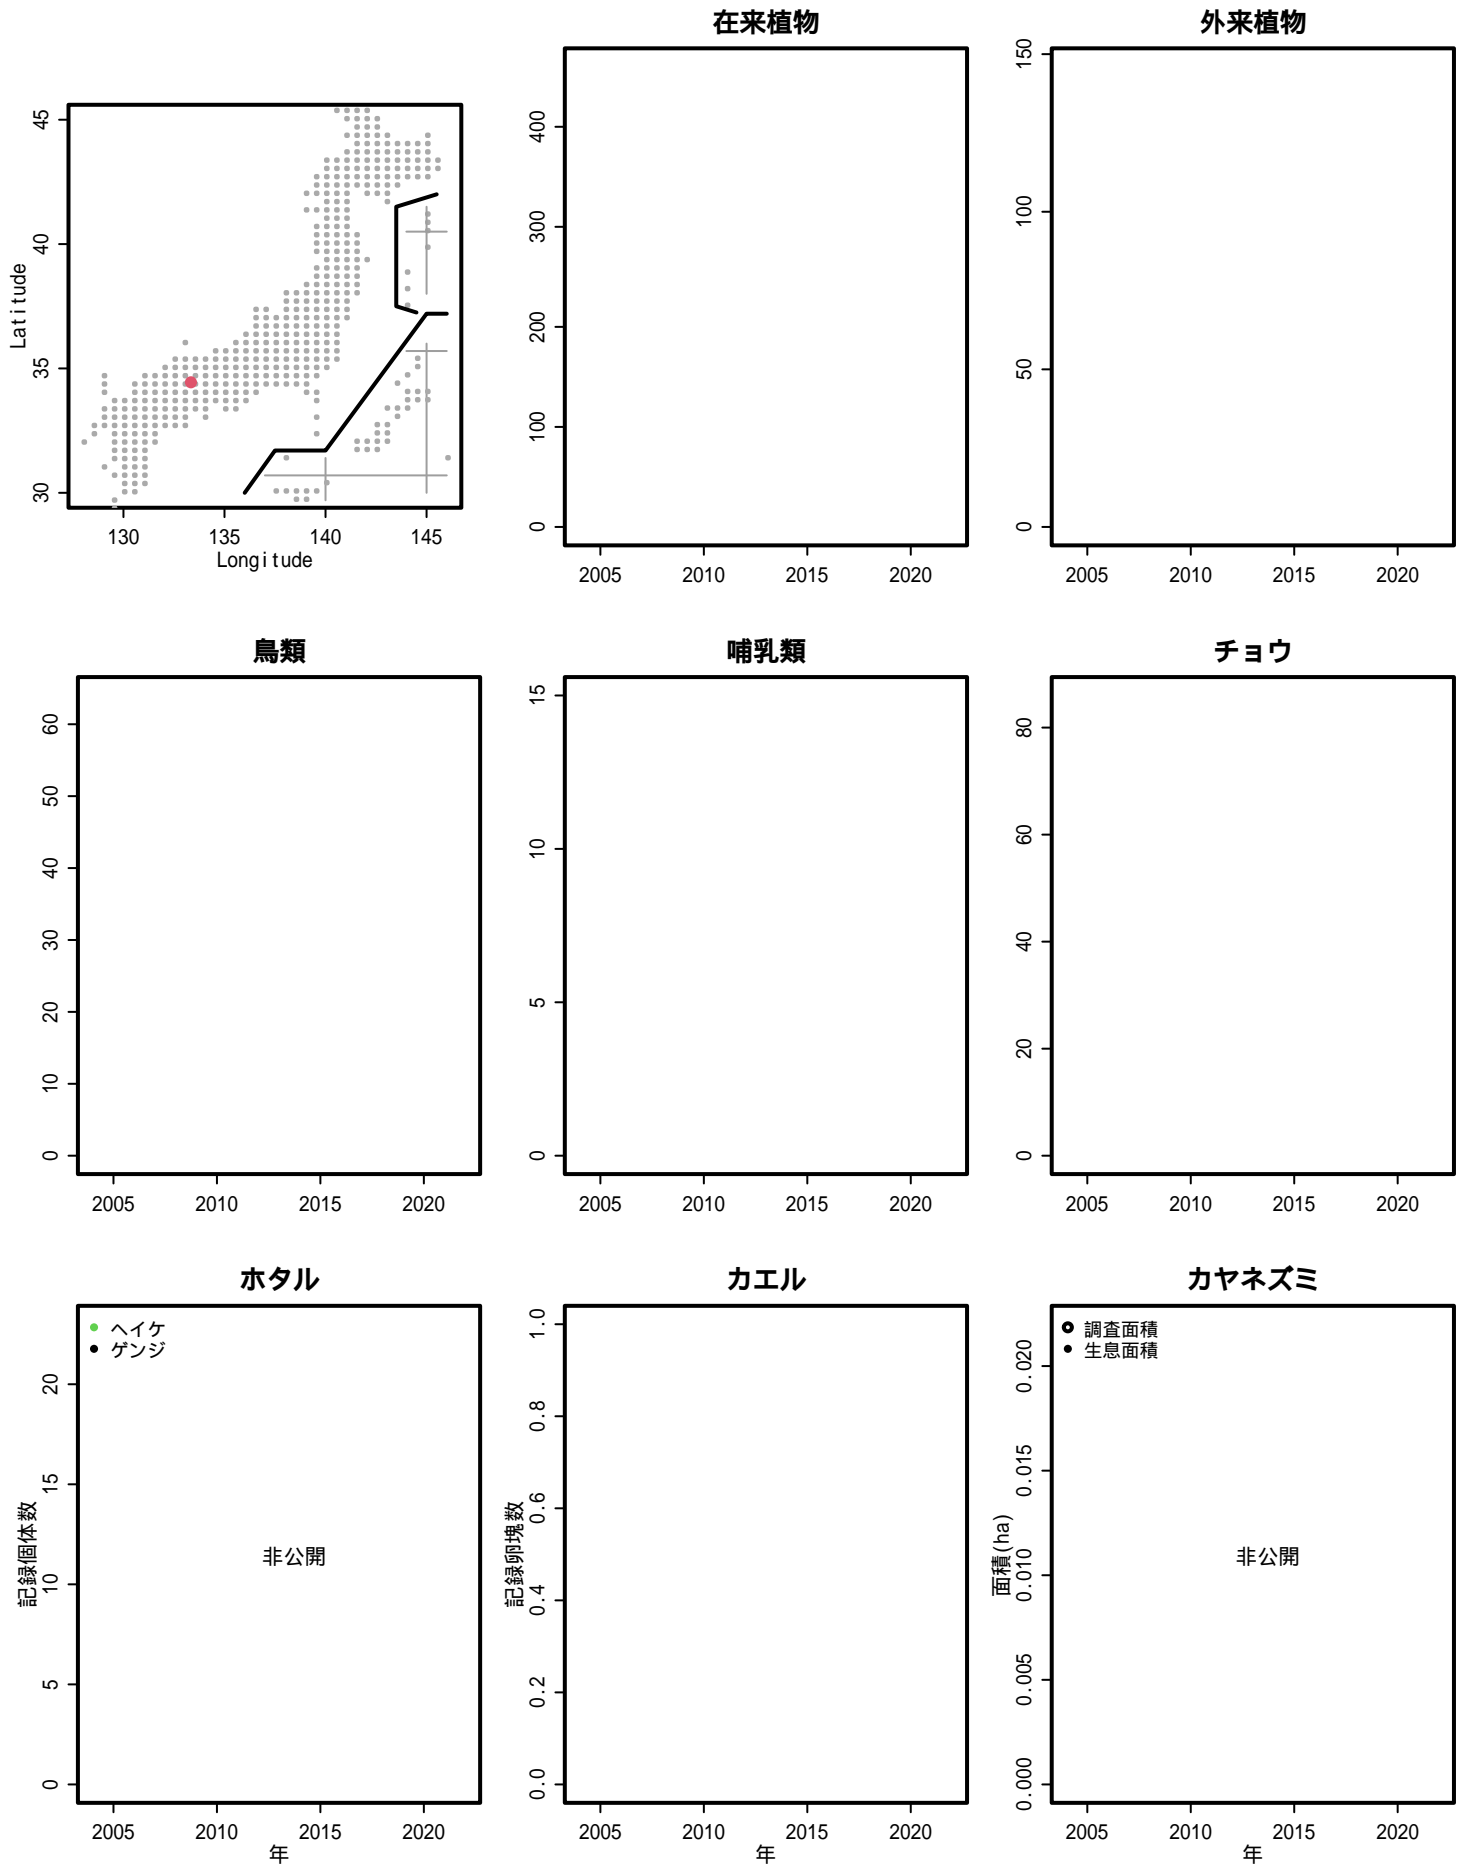 在来植物
外来植物
45
40
35
30
Latitude
130 135 140 145
Longitude
400
300
200
100
0
2005 2010 2015 2020
150
100
50
0
2005 2010 2015 2020
鳥類
哺乳類
チョウ
60
50
40
30
20
10
0
2005 2010 2015 2020
15
10
5
0
2005 2010 2015 2020
80
60
40
20
0
2005 2010 2015 2020
ホタル
カエル
カヤネズミ
ヘイケ
ゲンジ
20
15
10
5
0
記録個体数
非公開
2005 2010 2015 2020
年
1.0
0.8
0.6
0.4
0.2
0.0
記録卵塊数
2005 2010 2015 2020
年
調査面積
生息面積
0.020
0.015
0.010
0.005
0.000
面積(ha)
非公開
2005 2010 2015 2020
年